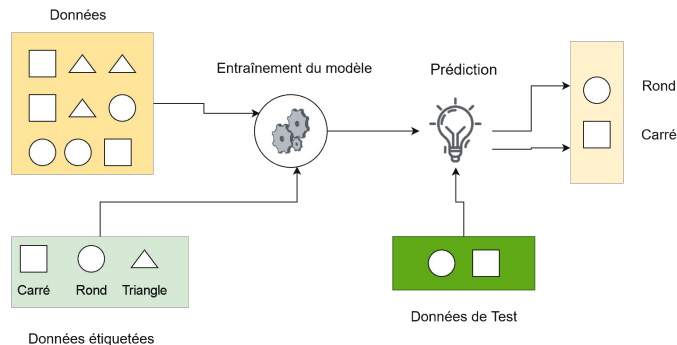 Données
Entraînement du modèle
Prédiction
Rond
Carré
Carré Rond Triangle
Données étiquetées
Données de Test